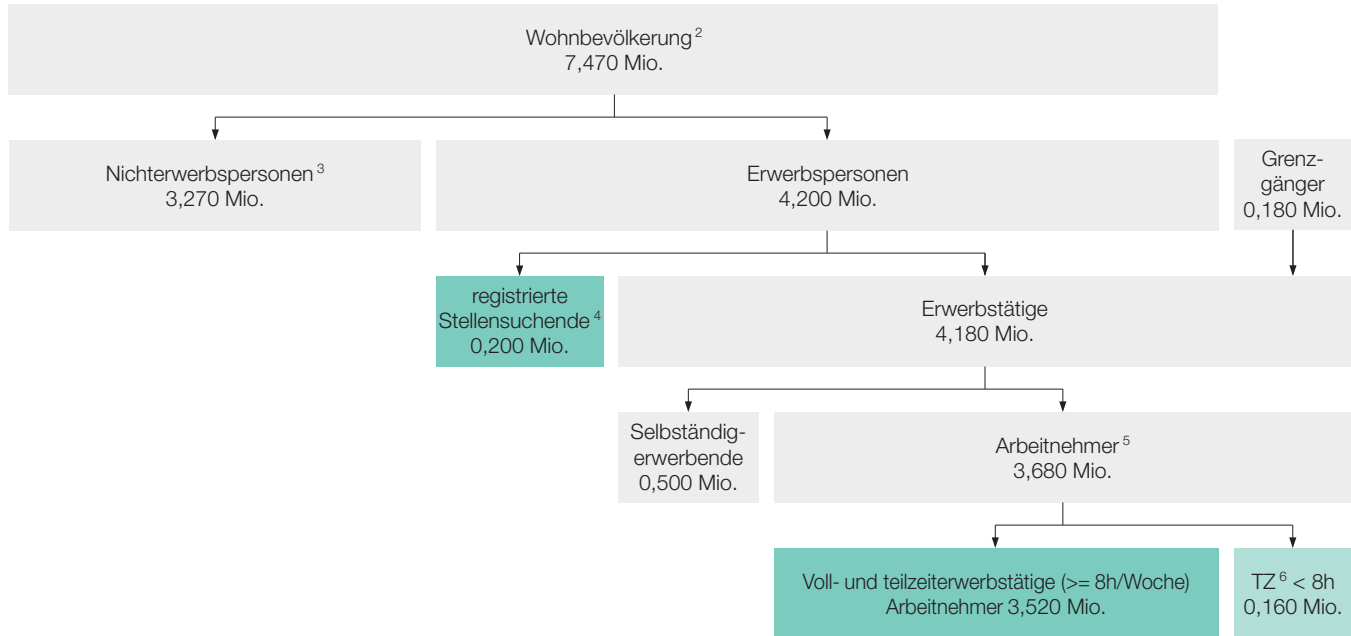 Wohnbevölkerung ²
7,470 Mio.
Nichterwerbspersonen ³
3,270 Mio.
Erwerbspersonen
4,200 Mio.
Grenz-
gänger
0,180 Mio.
registrierte
Stellensuchende ⁴
0,200 Mio.
Erwerbstätige
4,180 Mio.
Selbständig-
erwerbende
0,500 Mio.
Arbeitnehmer ⁵
3,680 Mio.
Voll- und teilzeiterwerbstätige (>= 8h/Woche)
Arbeitnehmer 3,520 Mio.
TZ ⁶ < 8h
0,160 Mio.